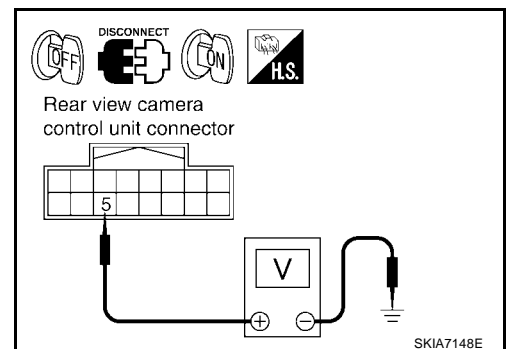 DISCONNECT
OFF
ON
H.S.
Rear view camera
control unit connector
5
V
+ −
SKIA7148E